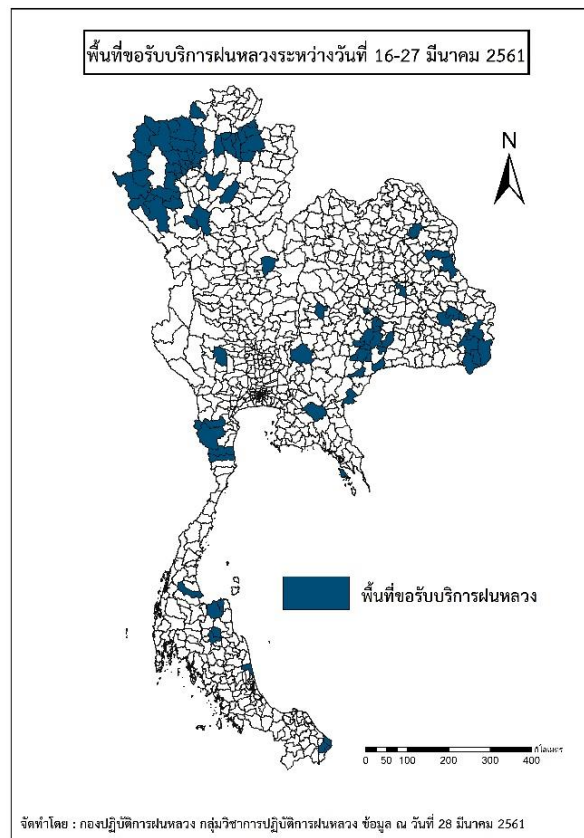 พื้นที่ขอรับบริการฝนหลวงระหว่างวันที่ 16-27 มีนาคม 2561
N
พื้นที่ขอรับบริการฝนหลวง
กิโลเมตร
0 50 100 200 300 400
จัดทำโดย : กองปฏิบัติการฝนหลวง กลุ่มวิชาการปฏิบัติการฝนหลวง ข้อมูล ณ วันที่ 28 มีนาคม 2561